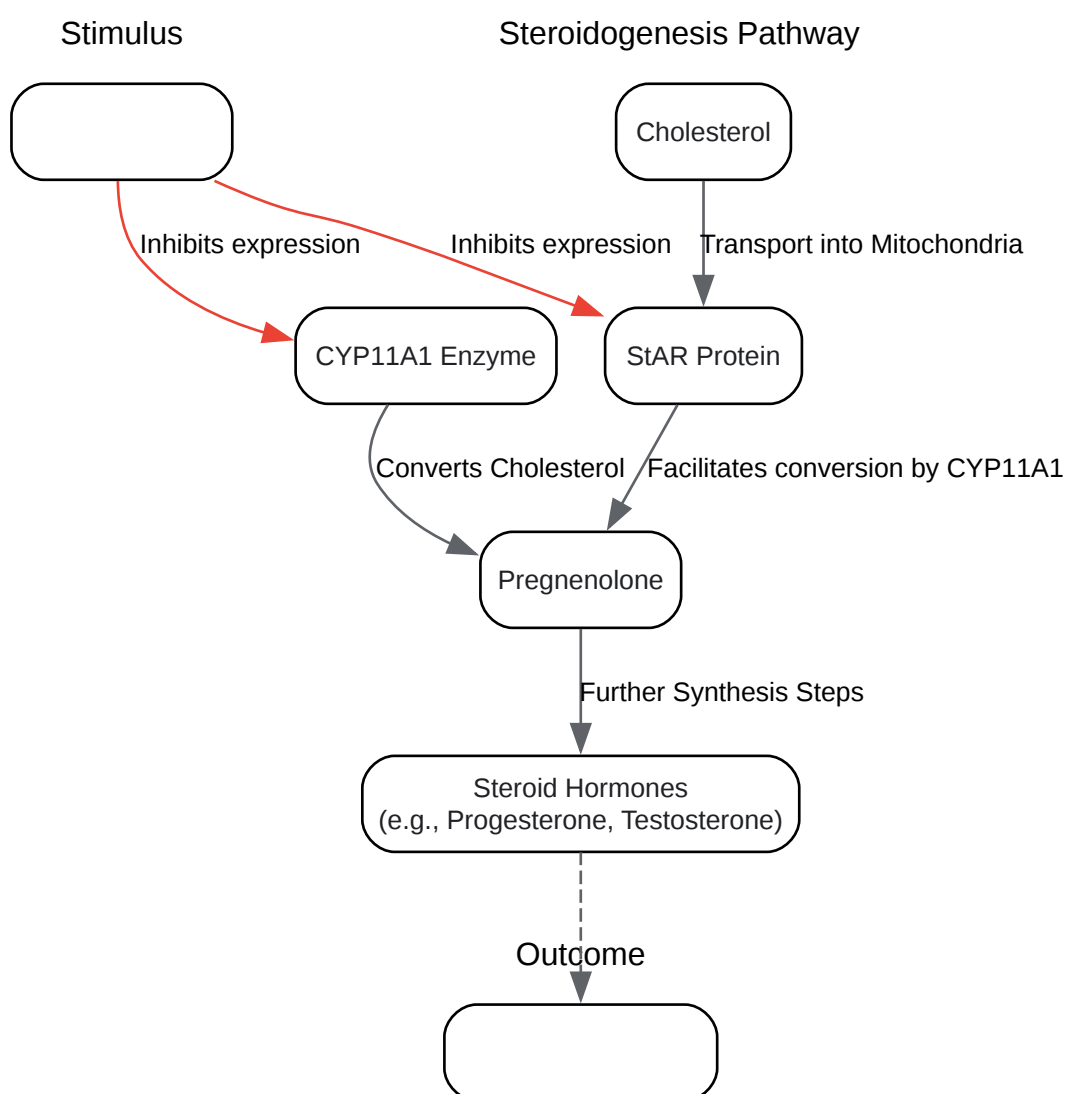 Stimulus
Steroidogenesis Pathway
Cholesterol
Inhibits expression
Inhibits expression
Transport into Mitochondria
CYP11A1 Enzyme
StAR Protein
Converts Cholesterol
Facilitates conversion by CYP11A1
Pregnenolone
Further Synthesis Steps
Steroid Hormones
(e.g., Progesterone, Testosterone)
Outcome